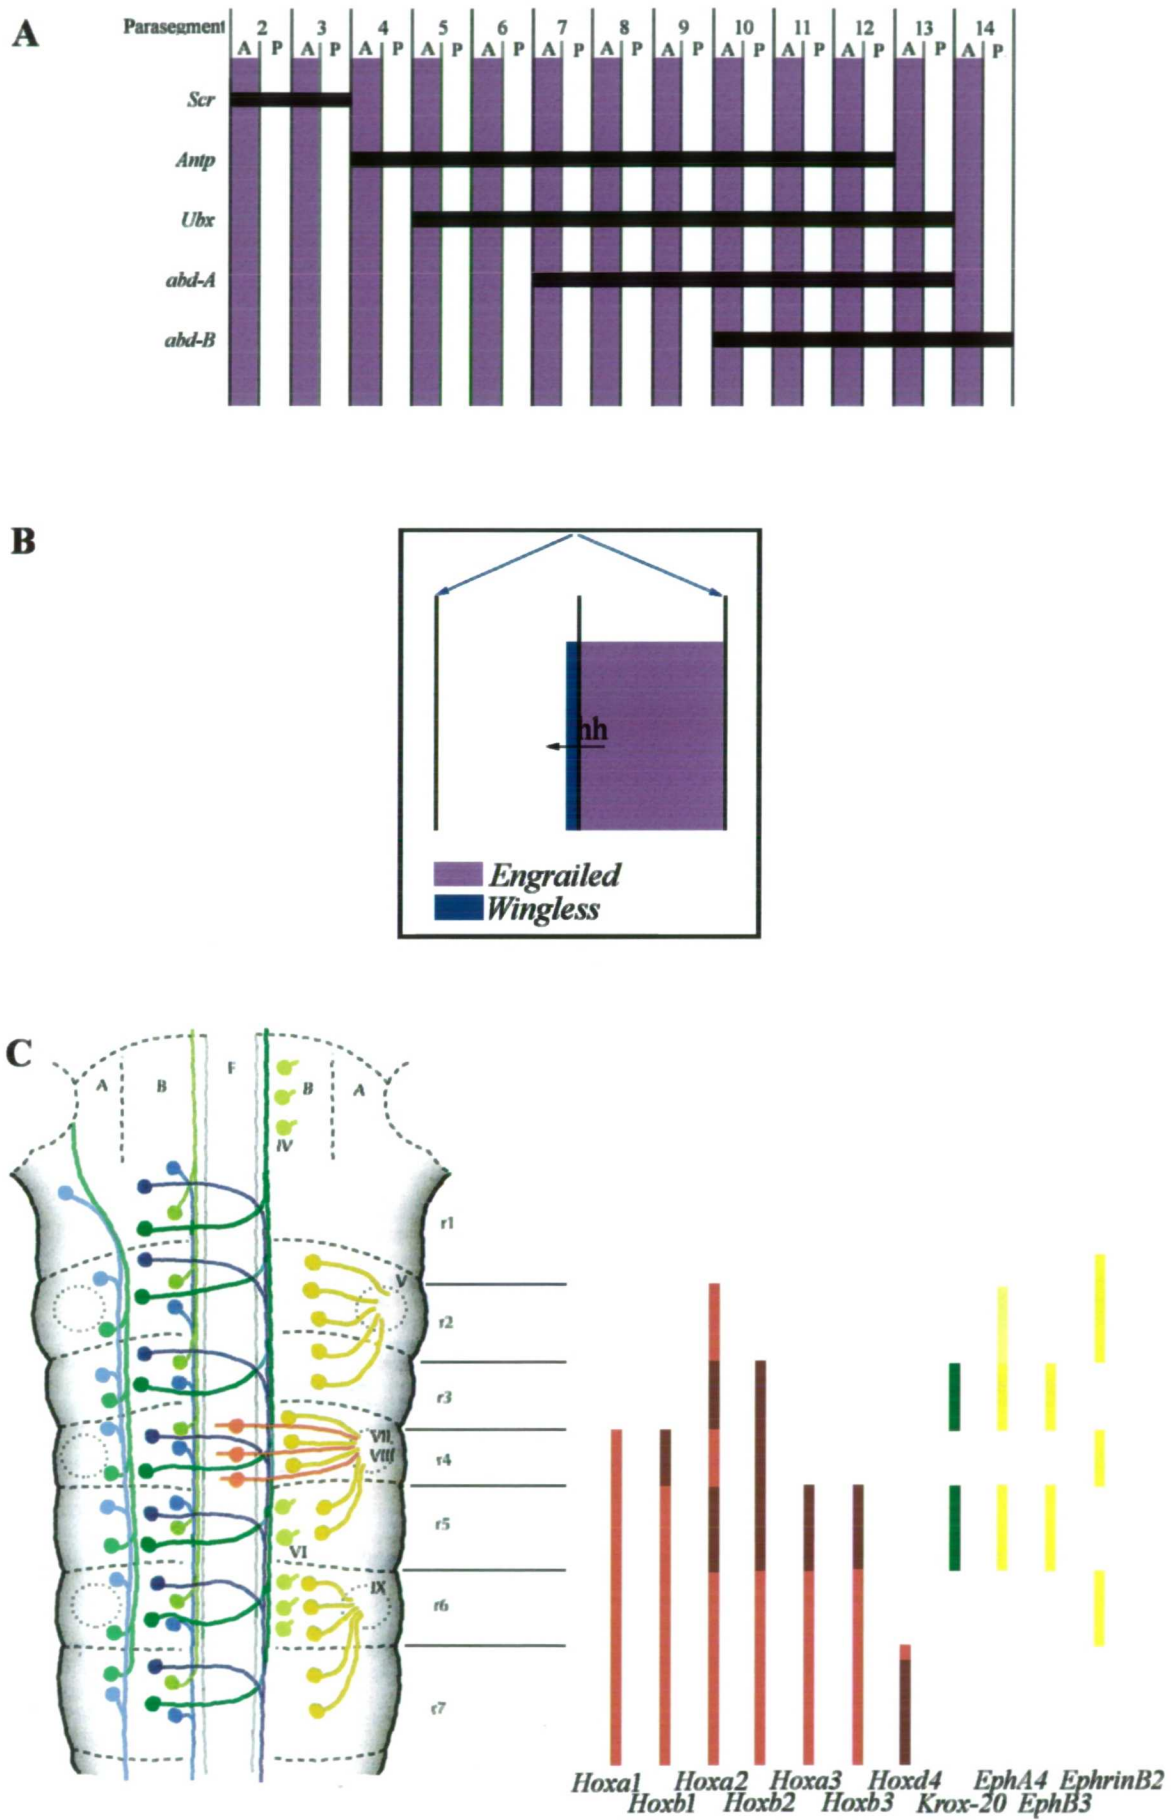 A
Parasegment 2 3 4 5 6 7 8 9 10 11 12 13 14
A P A P A P A P A P A P A P A P A P A P A P A P A P
Scr
Antp
Ubx
abd-A
abd-B
B
hh
Engrailed
Wingless
C
A B F B A
IV
r1
V
r2
r3
VII
VIII
r4
r5
VI
IX
r6
r7
Hoxa1 Hoxa2 Hoxa3 Hoxd4 EphA4 EphrinB2
Hoxb1 Hoxb2 Hoxb3 Krox-20 EphB3